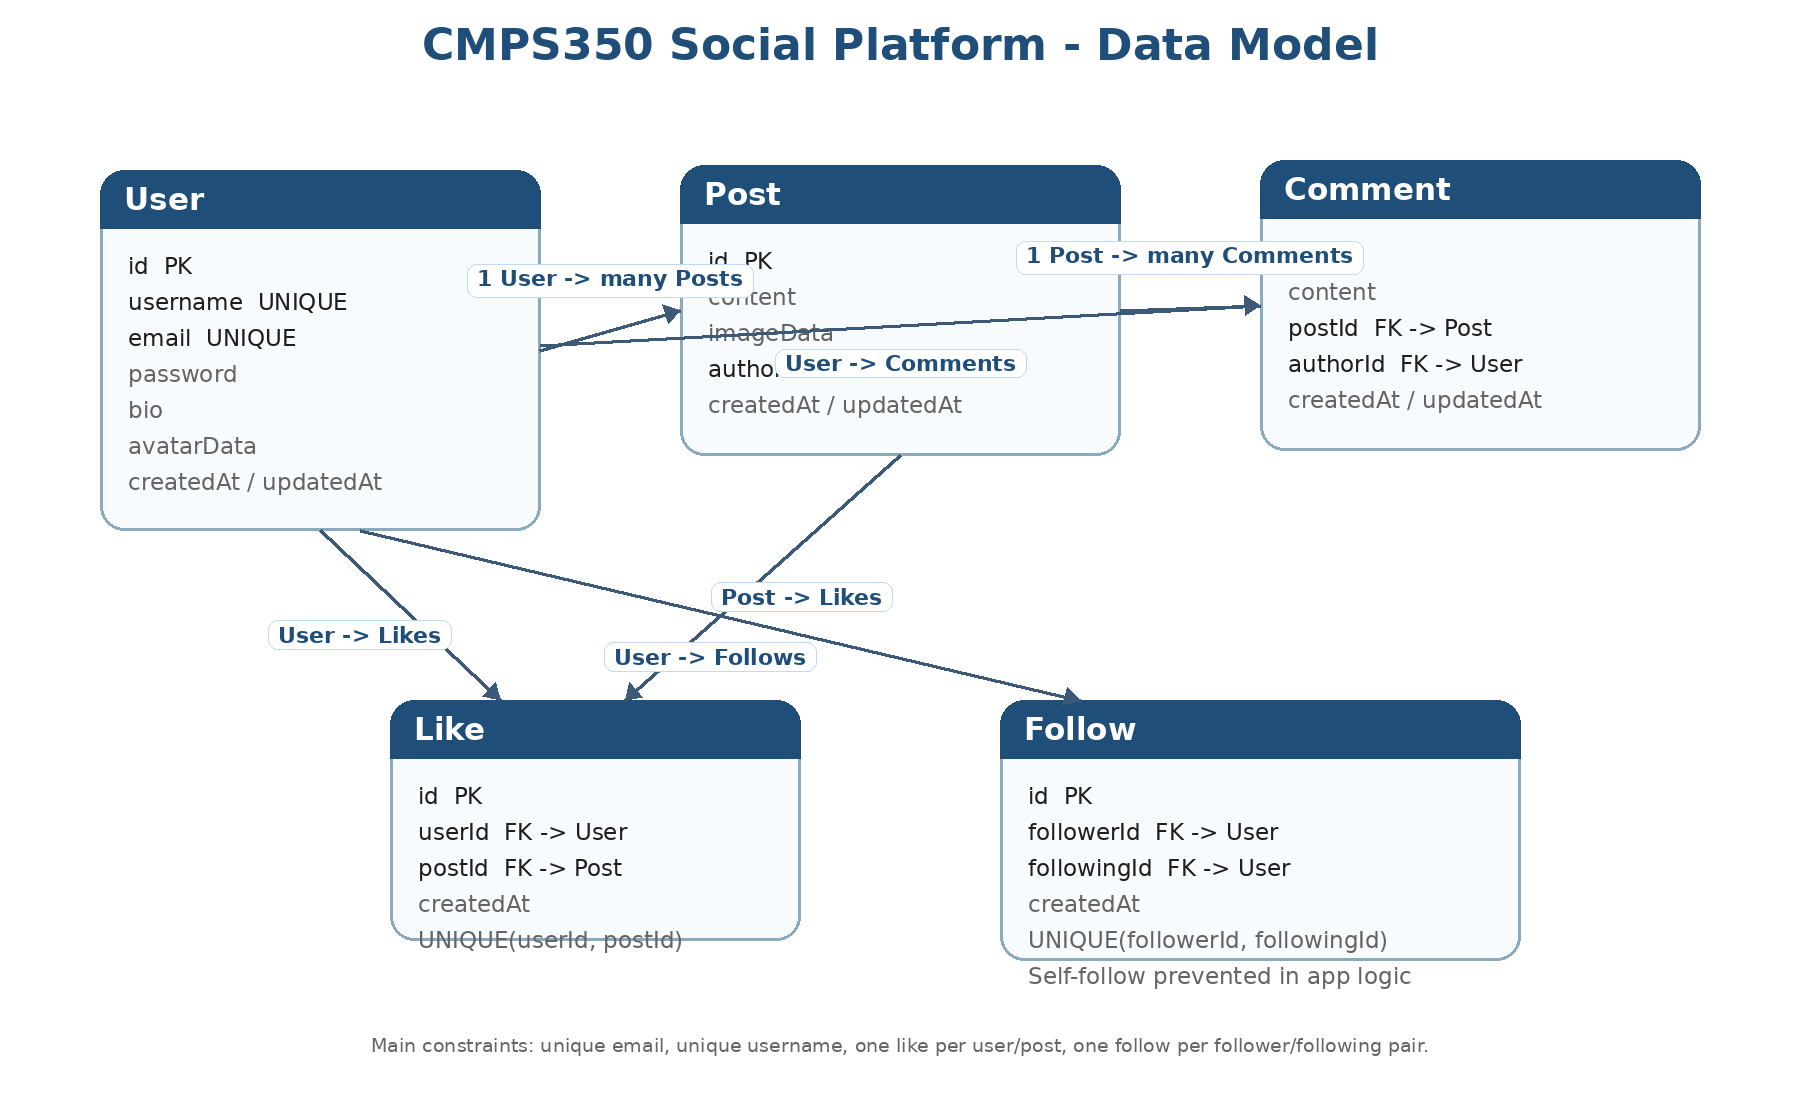 CMPS350 Social Platform - Data Model
User
id PK
username UNIQUE
email UNIQUE
password
bio
avatarData
createdAt / updatedAt
1 User -> many Posts
Post
id PK
content
imageData
createdAt / updatedAt
User -> Comments
1 Post -> many Comments
Comment
content
postId FK -> Post
authorId FK -> User
createdAt / updatedAt
User -> Likes
Post -> Likes
User -> Follows
Like
id PK
userId FK -> User
postId FK -> Post
createdAt
UNIQUE(userId, postId)
Follow
id PK
followerId FK -> User
followingId FK -> User
createdAt
UNIQUE(followerId, followingId)
Self-follow prevented in app logic
Main constraints: unique email, unique username, one like per user/post, one follow per follower/following pair.